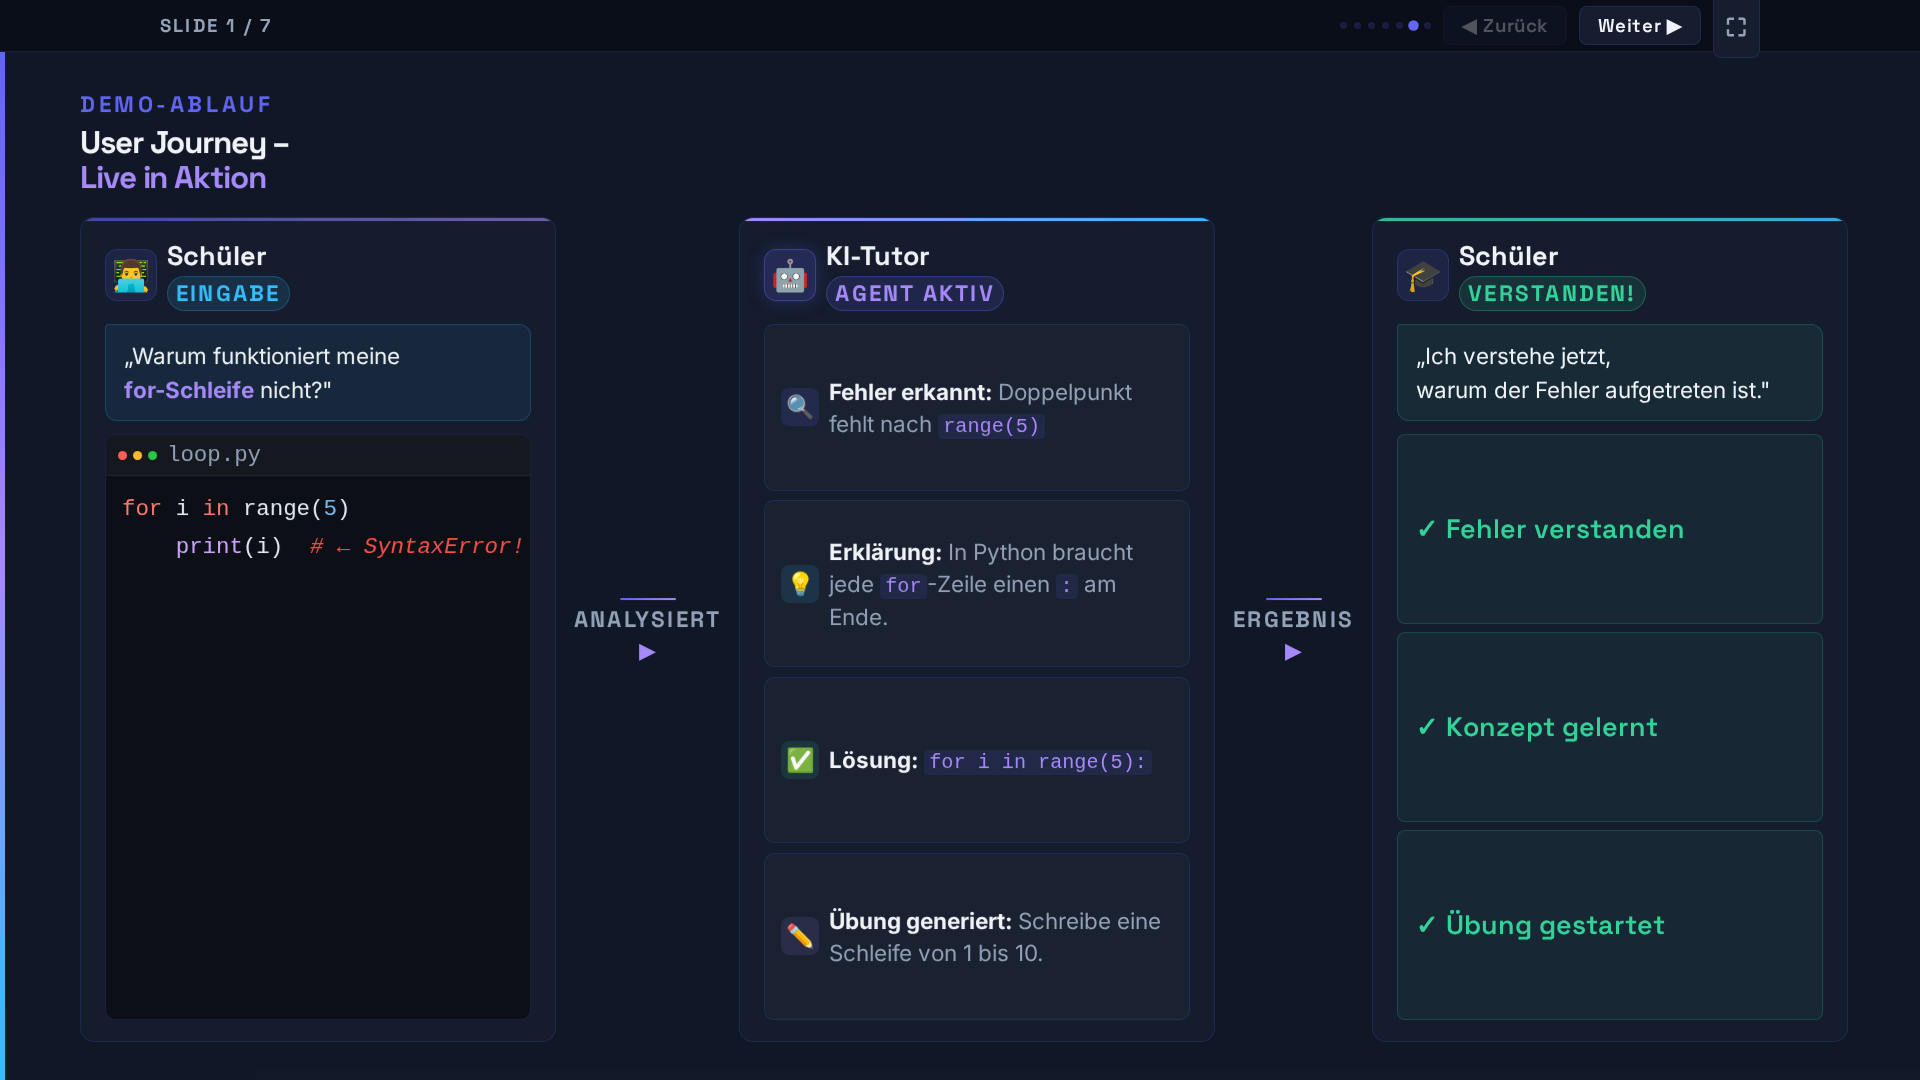 SLIDE 1 / 7
◀ Zurück
Weiter ▶
DEMO-ABLAUF
User Journey –
Live in Aktion
Schüler
EINGABE
„Warum funktioniert meine
for-Schleife nicht?"
loop.py
for i in range(5)
    print(i)  # ← SyntaxError!
ANALYSIERT
▶
KI-Tutor
AGENT AKTIV
Fehler erkannt: Doppelpunkt
fehlt nach range(5)
Erklärung: In Python braucht
jede for-Zeile einen : am
Ende.
Lösung: for i in range(5):
Übung generiert: Schreibe eine
Schleife von 1 bis 10.
ERGEBNIS
▶
Schüler
VERSTANDEN!
„Ich verstehe jetzt,
warum der Fehler aufgetreten ist."
✓ Fehler verstanden
✓ Konzept gelernt
✓ Übung gestartet